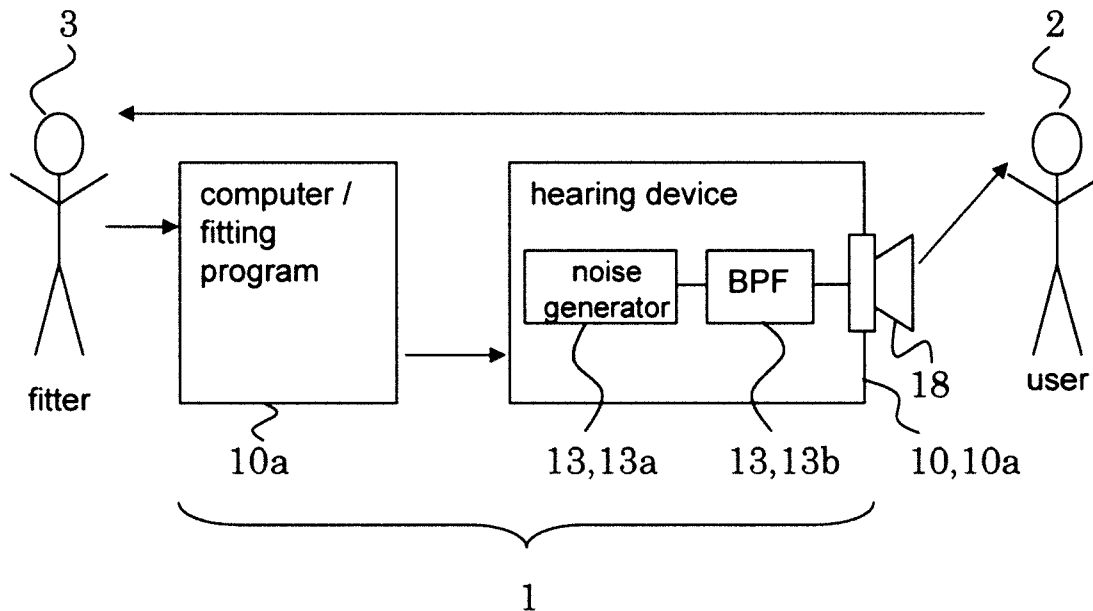 3
2
computer /
fitting
program
hearing device
noise
generator
BPF
fitter
18
user
10a
13,13a
13,13b
10,10a
1